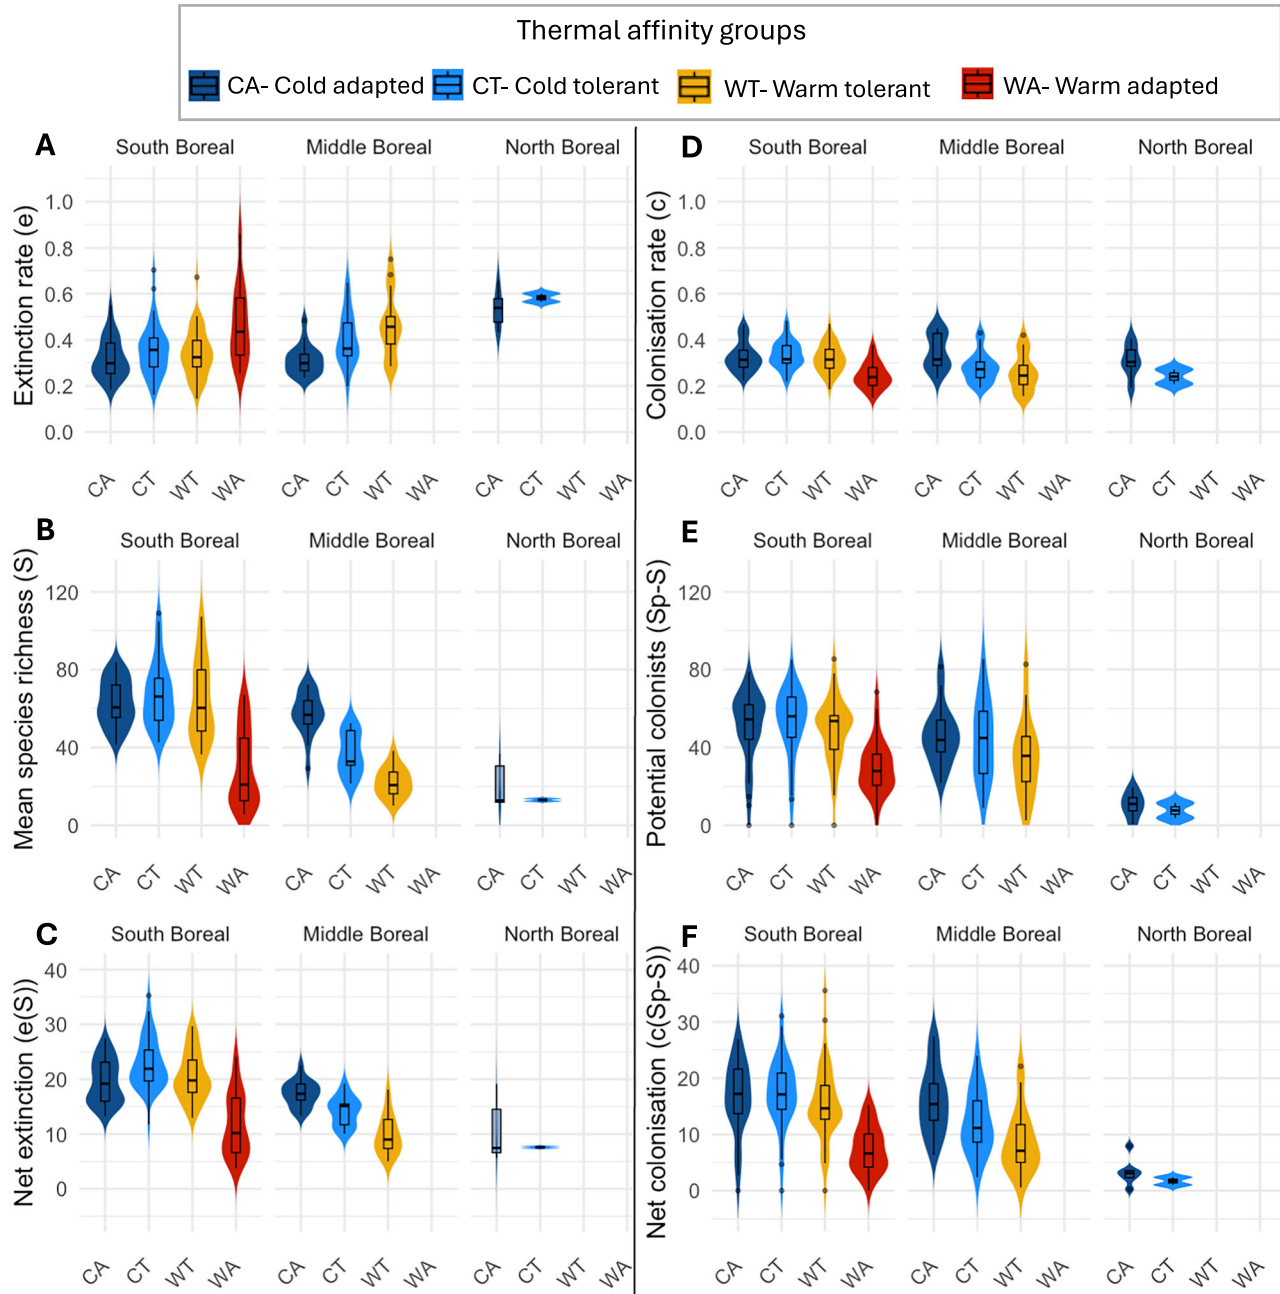 Thermal affinity groups
CA- Cold adapted CT- Cold tolerant WT- Warm tolerant WA- Warm adapted
A
South Boreal Middle Boreal North Boreal
Extinction rate (e)
1.0
0.8
0.6
0.4
0.2
0.0
CA CT WT WA CA CT WT WA CA CT WT WA
B
South Boreal Middle Boreal North Boreal
Mean species richness (S)
120
80
40
0
CA CT WT WA CA CT WT WA CA CT WT WA
C
South Boreal Middle Boreal North Boreal
Net extinction (e(S))
40
30
20
10
0
CA CT WT WA CA CT WT WA CA CT WT WA
D
South Boreal Middle Boreal North Boreal
Colonisation rate (c)
1.0
0.8
0.6
0.4
0.2
0.0
CA CT WT WA CA CT WT WA CA CT WT WA
E
South Boreal Middle Boreal North Boreal
Potential colonists (Sp-S)
120
80
40
0
CA CT WT WA CA CT WT WA CA CT WT WA
F
South Boreal Middle Boreal North Boreal
Net colonisation (c(Sp-S))
40
30
20
10
0
CA CT WT WA CA CT WT WA CA CT WT WA